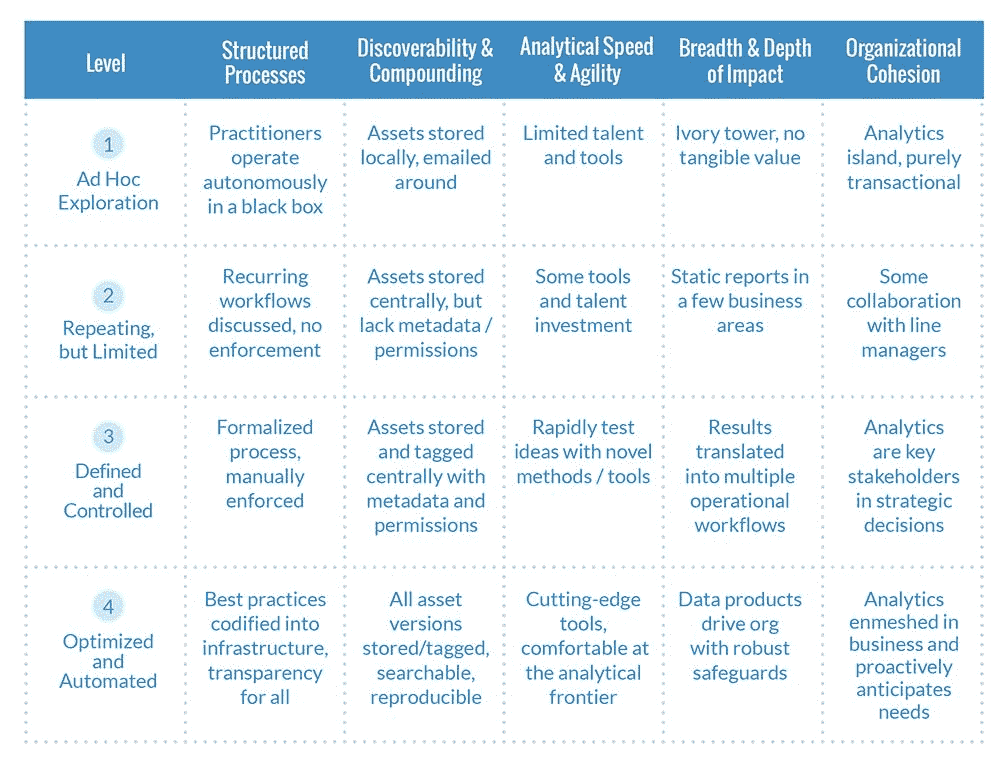 Level
Structured
Processes
Discoverability &
Compounding
Analytical Speed
& Agility
Breadth & Depth
of Impact
Organizational
Cohesion
1
Ad Hoc
Exploration
Practitioners
operate
autonomously
in a black box
Assets stored
locally, emailed
around
Limited talent
and tools
Ivory tower, no
tangible value
Analytics
island, purely
transactional
2
Repeating,
but Limited
Recurring
workflows
discussed, no
enforcement
Assets stored
centrally, but
lack metadata /
permissions
Some tools
and talent
investment
Static reports in
a few business
areas
Some
collaboration
with line
managers
3
Defined
and
Controlled
Formalized
process,
manually
enforced
Assets stored
and tagged
centrally with
metadata and
permissions
Rapidly test
ideas with novel
methods / tools
Results
translated
into multiple
operational
workflows
Analytics
are key
stakeholders
in strategic
decisions
4
Optimized
and
Automated
Best practices
codified into
infrastructure,
transparency
for all
All asset
versions
stored/tagged,
searchable,
reproducible
Cutting-edge
tools,
comfortable at
the analytical
frontier
Data products
drive org
with robust
safeguards
Analytics
enmeshed in
business and
proactively
anticipates
needs